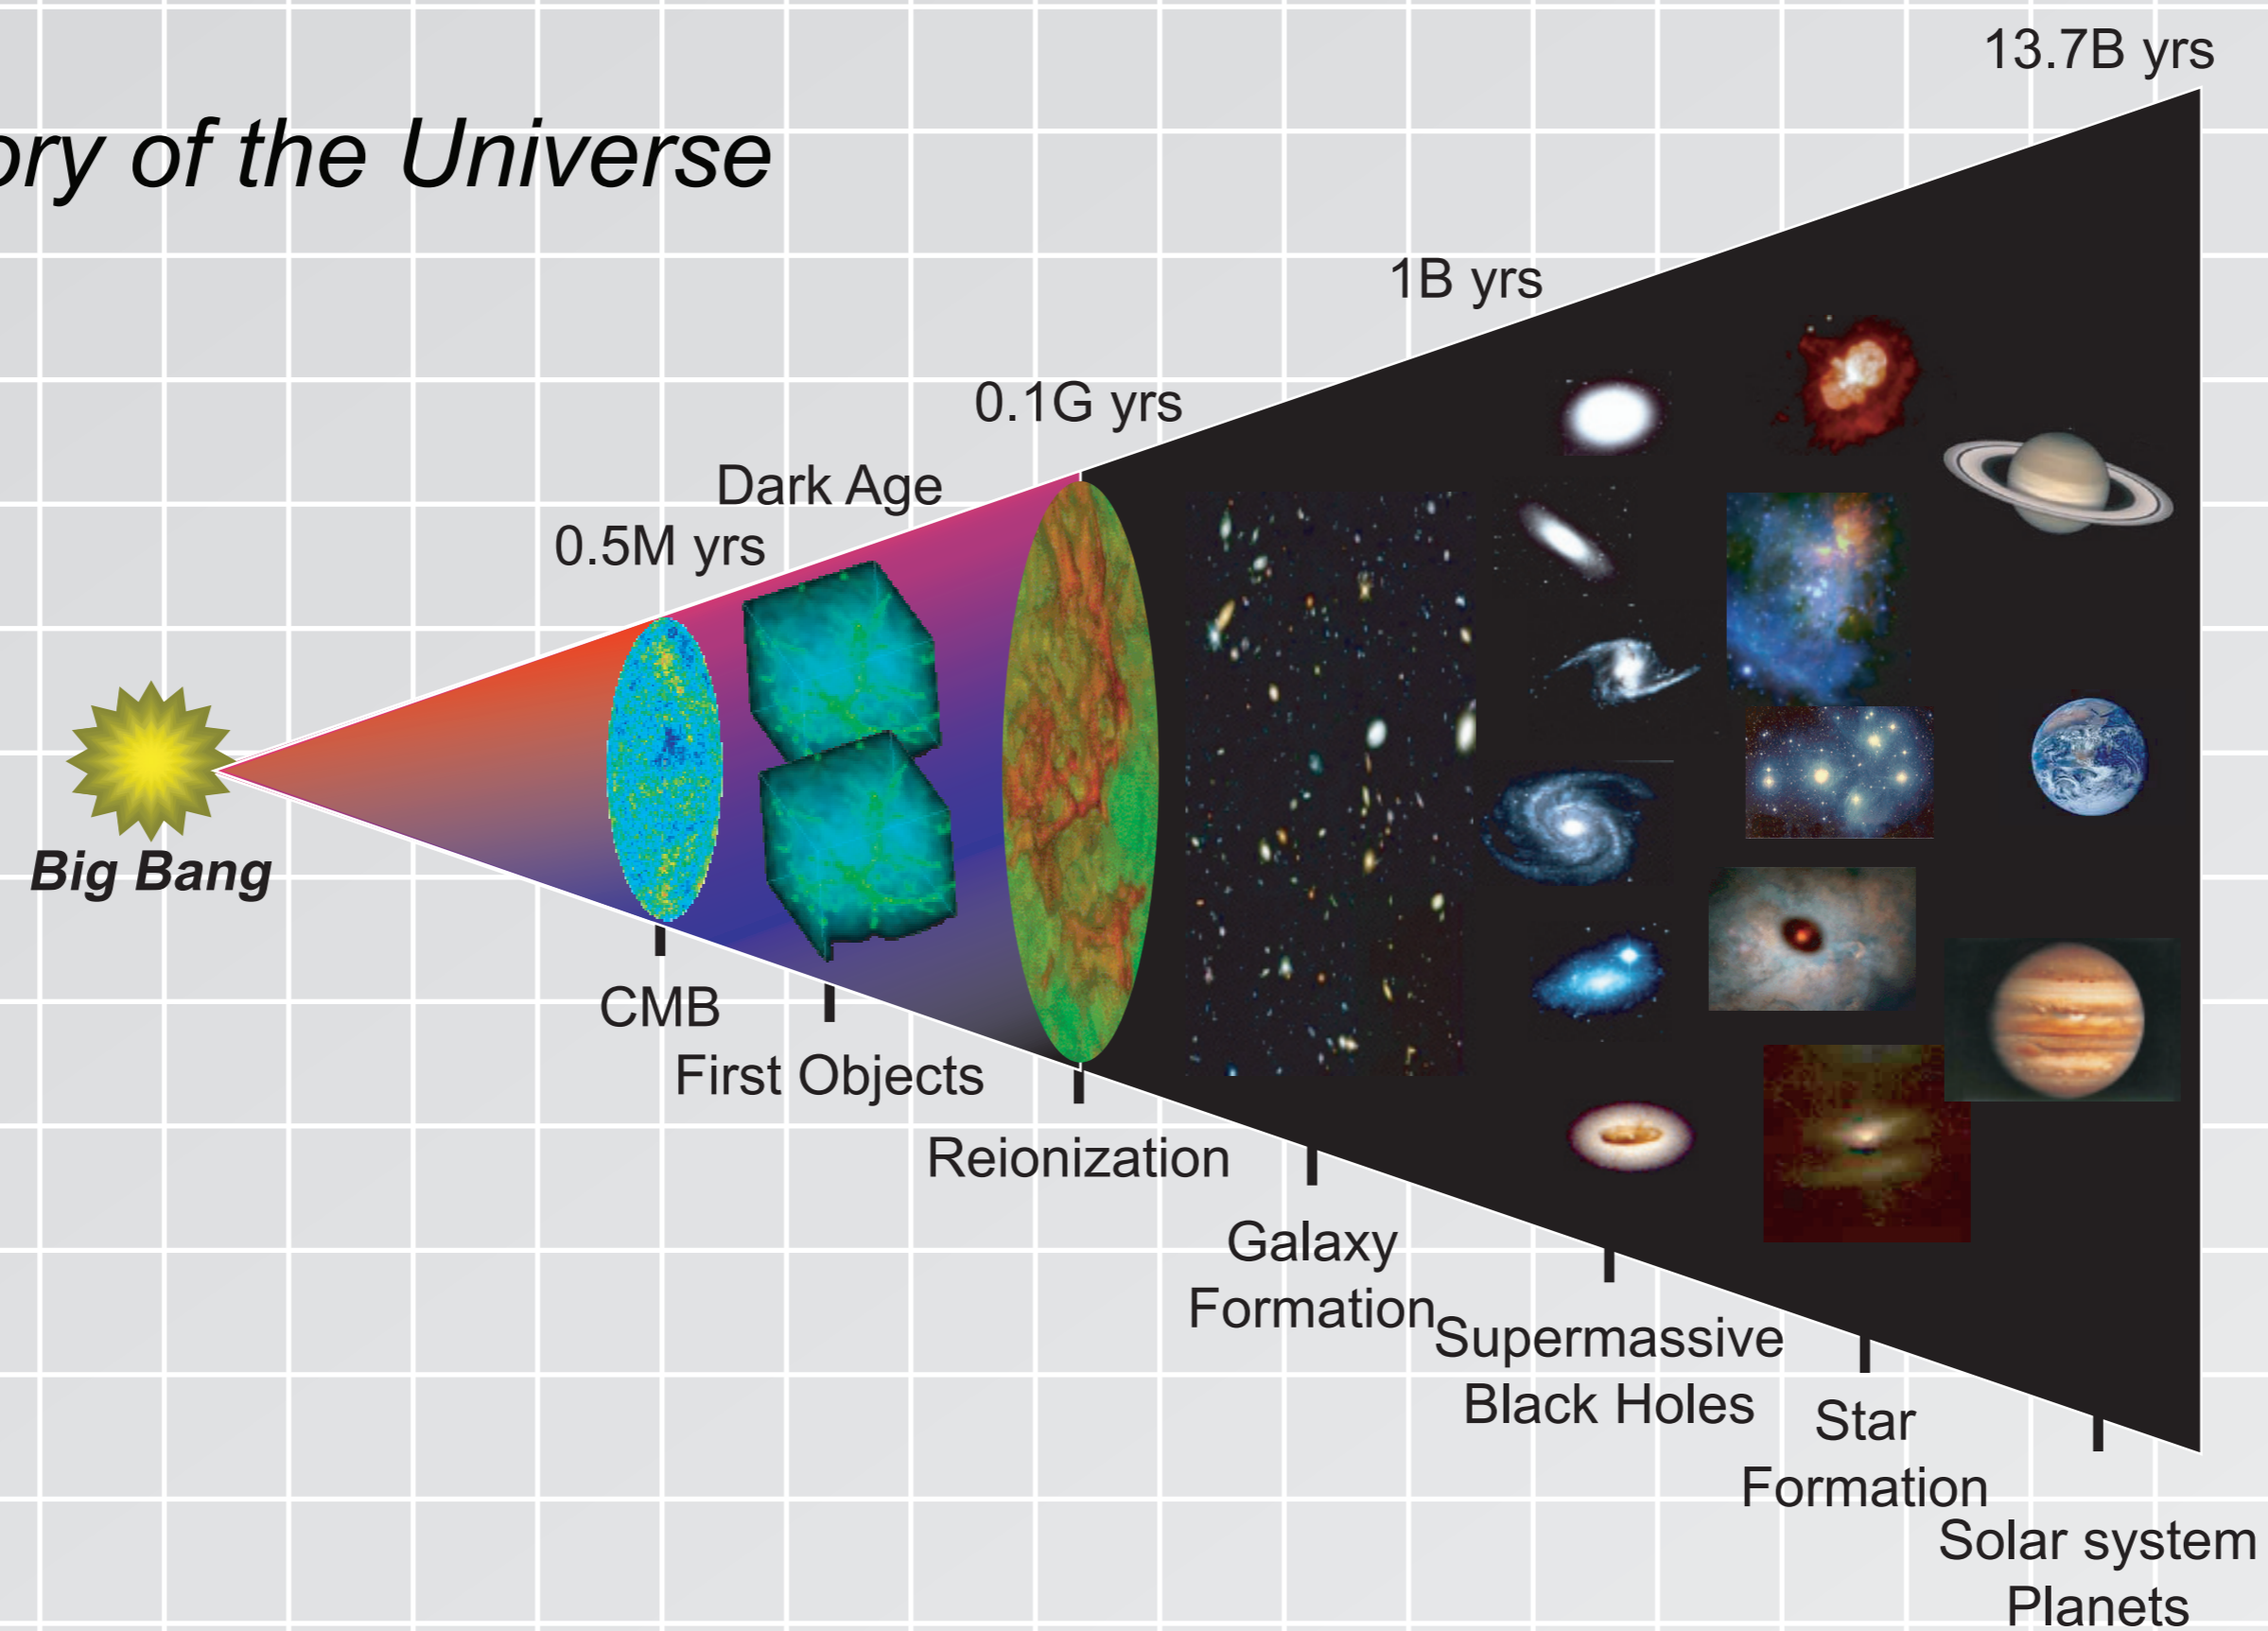 13.7B yrs
ory of the Universe
1B yrs
0.1G yrs
Dark Age
0.5M yrs
Big Bang
CMB
First Objects
Reionization
Galaxy
Formation
Supermassive
Black Holes
Star
Formation
Solar system
Planets